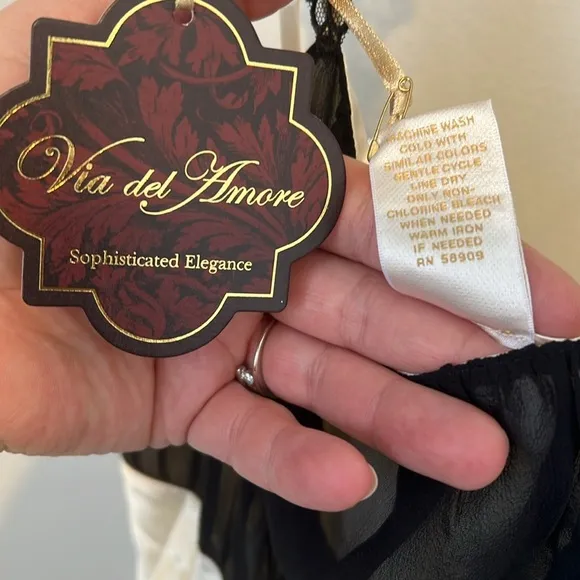 Via del Amore
Sophisticated Elegance
MACHINE WASH
COLD WITH
SIMILAR COLORS
GENTLE CYCLE
LINE DRY
ONLY NON-
CHLORINE BLEACH
WHEN NEEDED
WARM IRON
IF NEEDED
RN 58909